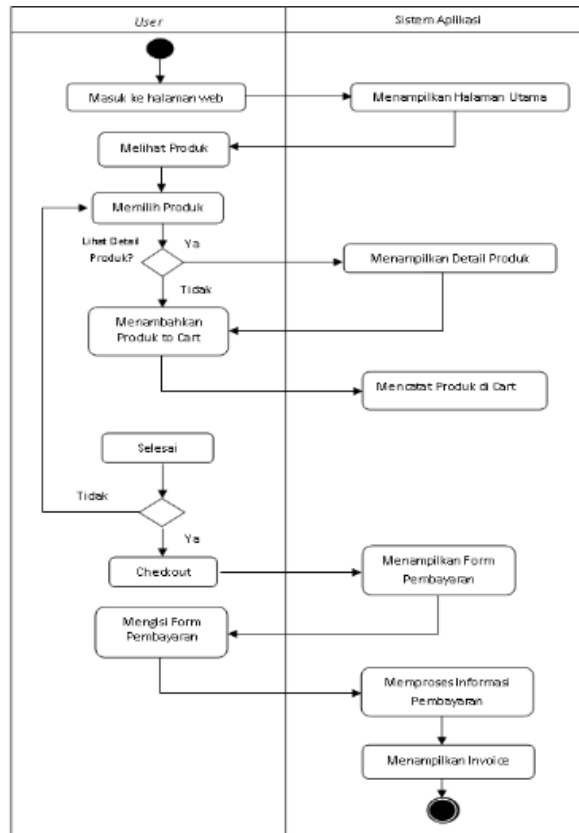 User
Sistem Aplikasi
Masuk ke halaman web
Menampilkan Halaman Utama
Melihat Produk
Memilih Produk
Lihat Detail
Produk?
Ya
Menampilkan Detail Produk
Tidak
Menambahkan
Produk to Cart
Mencatat Produk di Cart
Selesai
Tidak
Ya
Checkout
Menampilkan Form
Pembayaran
Mengisi Form
Pembayaran
Memproses Informasi
Pembayaran
Menampilkan Invoice